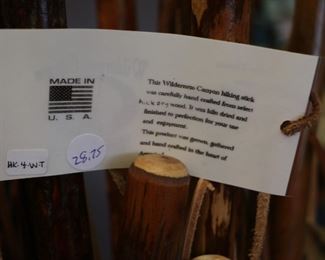 MADE IN
U. S. A.
HK-4-W-T
28.75
This Wilderness Canyon hiking stick
was carefully hand crafted from select
hickory wood. It was kiln dried and
finished to perfection for your use
and enjoyment.
This product was grown, gathered
and hand crafted in the heart of